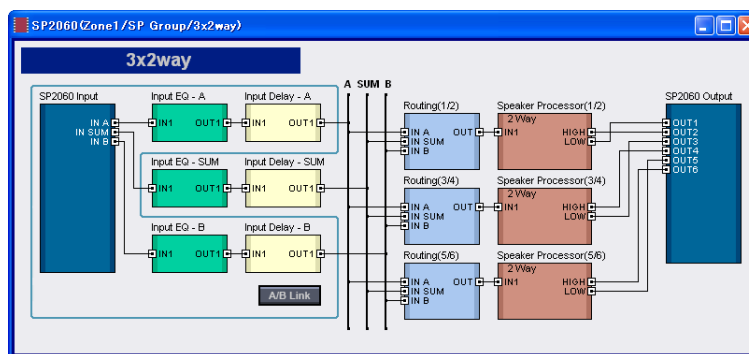 SP2060(Zone1/SP Group/3x2way)
3x2way
A SUM B
SP2060 Input
IN A
IN SUM
IN B
Input EQ - A
IN1 OUT1
Input Delay - A
IN1 OUT1
Input EQ - SUM
IN1 OUT1
Input Delay - SUM
IN1 OUT1
Input EQ - B
IN1 OUT1
Input Delay - B
IN1 OUT1
A/B Link
Routing(1/2)
IN A OUT
IN SUM
IN B
Speaker Processor(1/2)
2 Way
IN1 HIGH
LOW
Routing(3/4)
IN A OUT
IN SUM
IN B
Speaker Processor(3/4)
2 Way
IN1 HIGH
LOW
Routing(5/6)
IN A OUT
IN SUM
IN B
Speaker Processor(5/6)
2 Way
IN1 HIGH
LOW
SP2060 Output
OUT1
OUT2
OUT3
OUT4
OUT5
OUT6